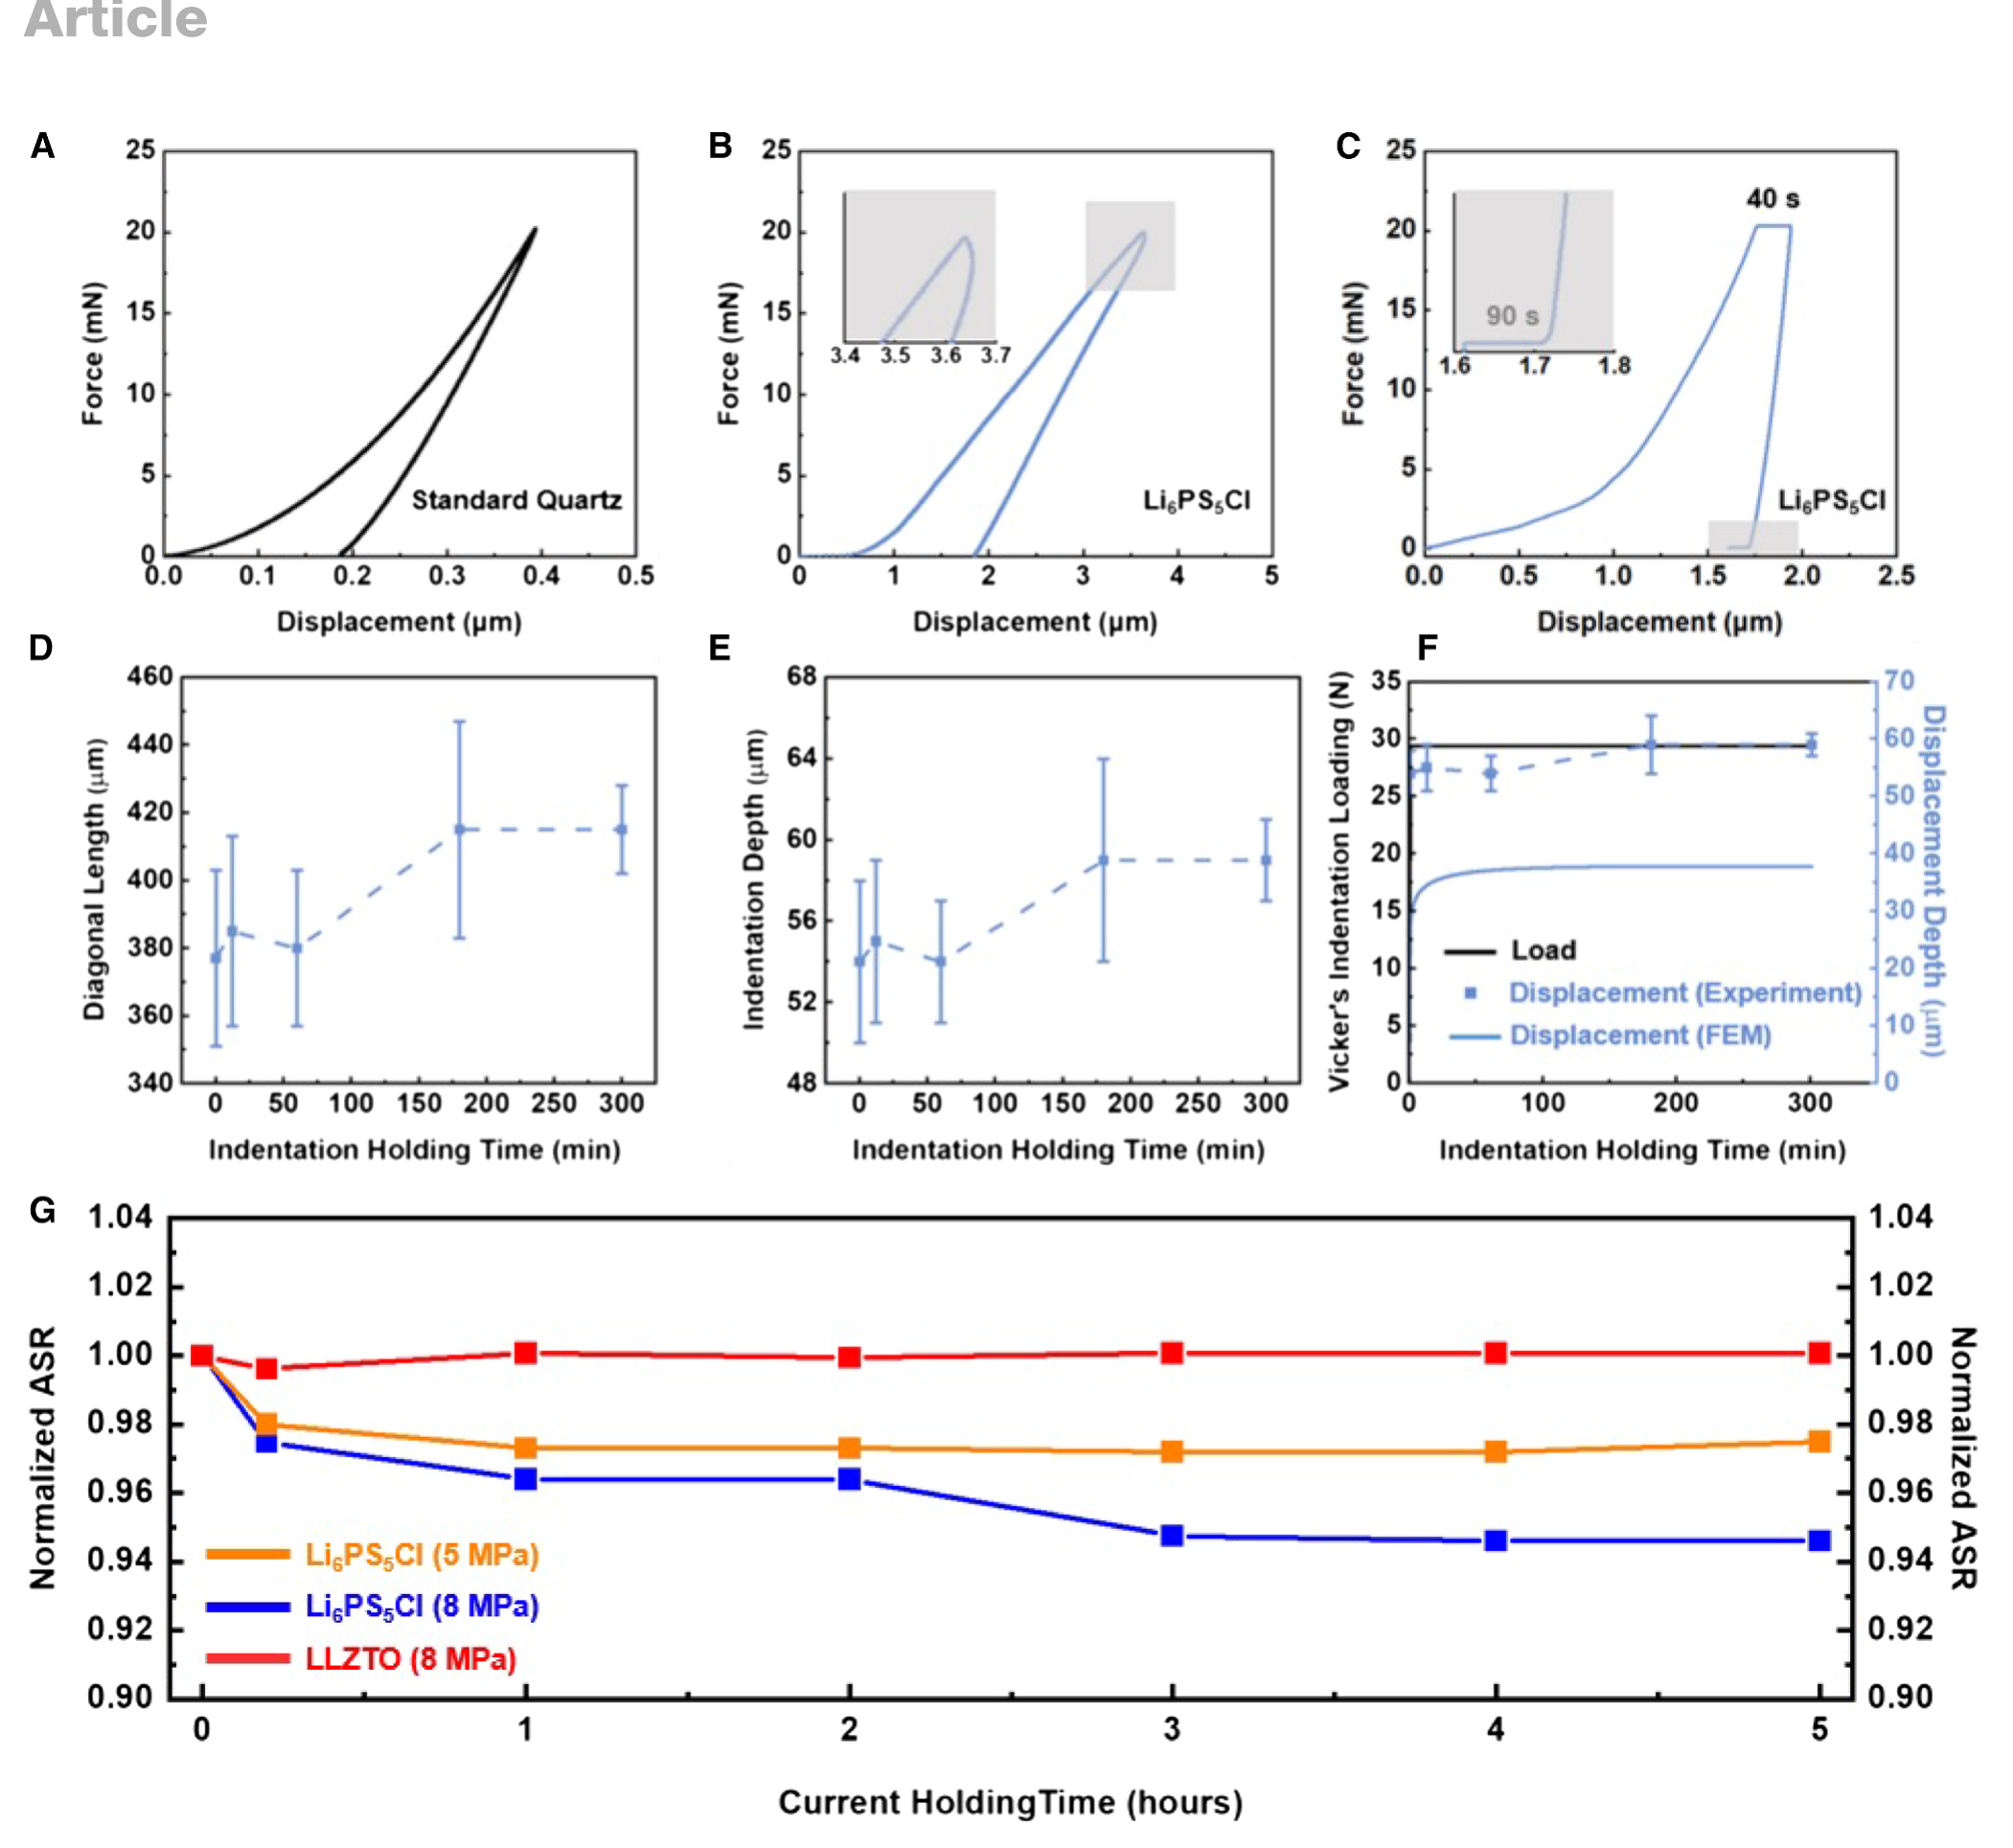 Article
A
25
20
15
10
5
0
0.0 0.1 0.2 0.3 0.4 0.5
Force (mN)
Standard Quartz
Displacement (µm)
B
25
20
15
10
5
0
0 1 2 3 4 5
Force (mN)
3.4 3.5 3.6 3.7
Li₆PS₅Cl
Displacement (µm)
C
25
20
15
10
5
0
0.0 0.5 1.0 1.5 2.0 2.5
Force (mN)
40 s
90 s
1.6 1.7 1.8
Li₆PS₅Cl
Displacement (µm)
D
460
440
420
400
380
360
340
0 50 100 150 200 250 300
Diagonal Length (µm)
Indentation Holding Time (min)
E
68
64
60
56
52
48
0 50 100 150 200 250 300
Indentation Depth (µm)
Indentation Holding Time (min)
F
35
30
25
20
15
10
5
0
0 100 200 300
70
60
50
40
30
20
10
0
Vicker's Indentation Loading (N)
Displacement Depth (µm)
Load
Displacement (Experiment)
Displacement (FEM)
Indentation Holding Time (min)
G
1.04
1.02
1.00
0.98
0.96
0.94
0.92
0.90
0 1 2 3 4 5
1.04
1.02
1.00
0.98
0.96
0.94
0.92
0.90
Normalized ASR
Normalized ASR
Li₆PS₅Cl (5 MPa)
Li₆PS₅Cl (8 MPa)
LLZTO (8 MPa)
Current HoldingTime (hours)